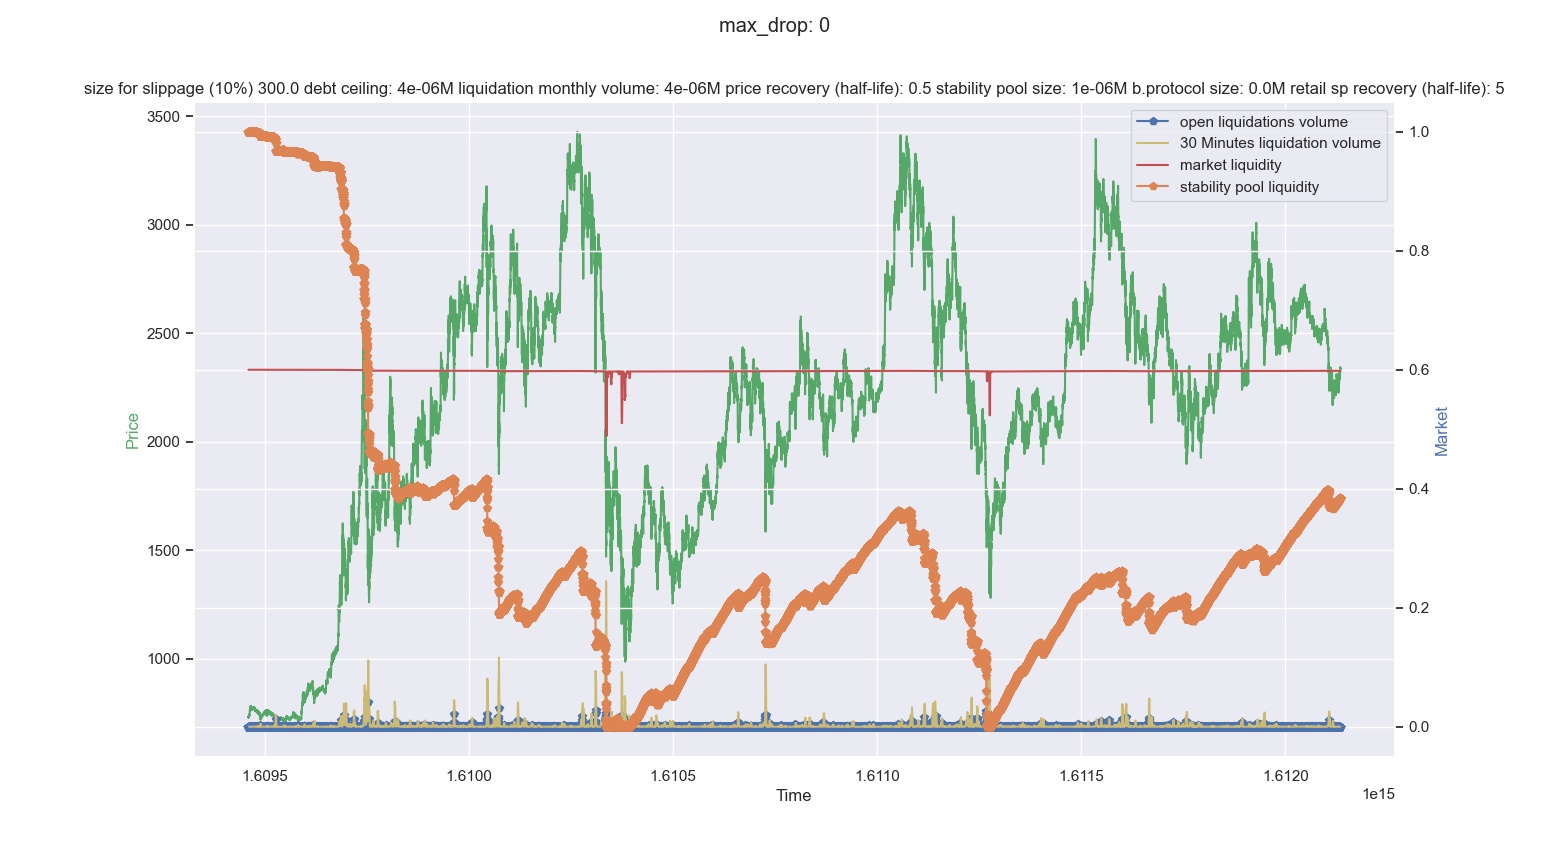 max_drop: 0
size for slippage (10%) 300.0 debt ceiling: 4e-06M liquidation monthly volume: 4e-06M price recovery (half-life): 0.5 stability pool size: 1e-06M b.protocol size: 0.0M retail sp recovery (half-life): 5
open liquidations volume
30 Minutes liquidation volume
market liquidity
stability pool liquidity
3500
3000
2500
2000
1500
1000
Price
1.0
0.8
0.6
0.4
0.2
0.0
Market
1.6095
1.6100
1.6105
1.6110
1.6115
1.6120
1e15
Time